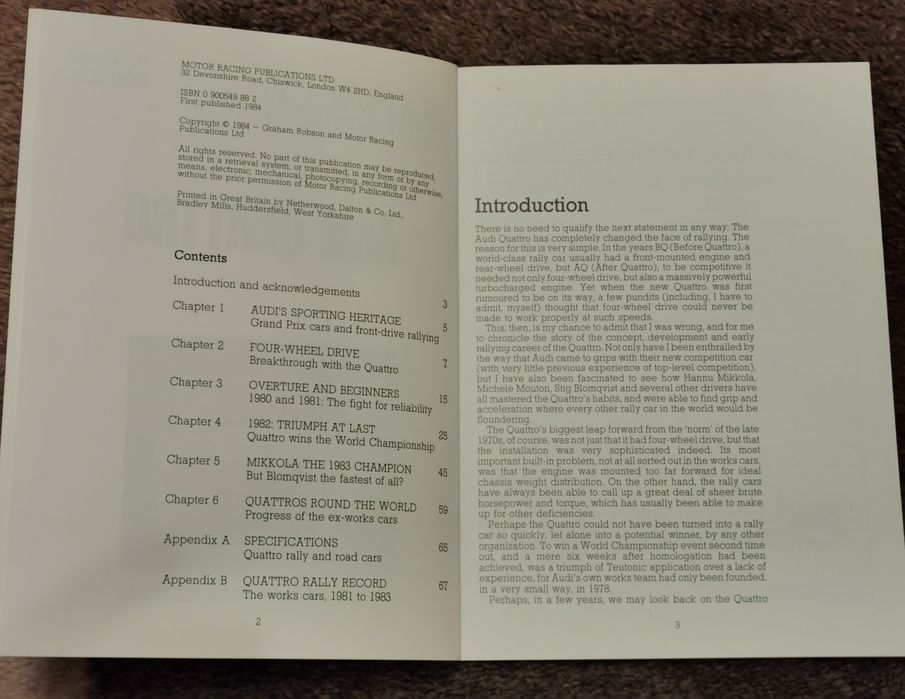 MOTOR RACING PUBLICATIONS LTD
32 Devonshire Road, Chiswick, London W4 2HD, England
ISBN 0 900549 88 2
First published 1984
Copyright © 1984 – Graham Robson and Motor Racing
Publications Ltd
All rights reserved. No part of this publication may be reproduced,
stored in a retrieval system, or transmitted, in any form or by any
means, electronic, mechanical, photocopying, recording or otherwise,
without the prior permission of Motor Racing Publications Ltd
Printed in Great Britain by Netherwood, Dalton & Co. Ltd.,
Bradley Mills, Huddersfield, West Yorkshire
Contents
Introduction and acknowledgements 3
Chapter 1 AUDI'S SPORTING HERITAGE
Grand Prix cars and front-drive rallying 5
Chapter 2 FOUR-WHEEL DRIVE
Breakthrough with the Quattro 7
Chapter 3 OVERTURE AND BEGINNERS
1980 and 1981: The fight for reliability 15
Chapter 4 1982: TRIUMPH AT LAST
Quattro wins the World Championship 25
Chapter 5 MIKKOLA THE 1983 CHAMPION
But Blomqvist the fastest of all? 45
Chapter 6 QUATTROS ROUND THE WORLD
Progress of the ex-works cars 59
Appendix A SPECIFICATIONS
Quattro rally and road cars 65
Appendix B QUATTRO RALLY RECORD
The works cars, 1981 to 1983 67
2
Introduction
There is no need to qualify the next statement in any way: The
Audi Quattro has completely changed the face of rallying. The
reason for this is very simple. In the years BQ (Before Quattro), a
world-class rally car usually had a front-mounted engine and
rear-wheel drive, but AQ (After Quattro), to be competitive it
needed not only four-wheel drive, but also a massively powerful
turbocharged engine. Yet when the new Quattro was first
rumoured to be on its way, a few pundits (including, I have to
admit, myself) thought that four-wheel drive could never be
made to work properly at such speeds.
This, then, is my chance to admit that I was wrong, and for me
to chronicle the story of the concept, development and early
rallying career of the Quattro. Not only have I been enthralled by
the way that Audi came to grips with their new competition car
(with very little previous experience of top-level competition),
but I have also been fascinated to see how Hannu Mikkola,
Michele Mouton, Stig Blomqvist and several other drivers have
all mastered the Quattro's habits, and were able to find grip and
acceleration where every other rally car in the world would be
floundering.
The Quattro's biggest leap forward from the 'norm' of the late
1970s, of course, was not just that it had four-wheel drive, but that
the installation was very sophisticated indeed. Its most
important built-in problem, not at all sorted out in the works cars,
was that the engine was mounted too far forward for ideal
chassis weight distribution. On the other hand, the rally cars
have always been able to call up a great deal of sheer brute
horsepower and torque, which has usually been able to make
up for other deficiencies.
Perhaps the Quattro could not have been turned into a rally
car so quickly, let alone into a potential winner, by any other
organization. To win a World Championship event second time
out, and a mere six weeks after homologation had been
achieved, was a triumph of Teutonic application over a lack of
experience, for Audi's own works team had only been founded,
in a very small way, in 1978.
Perhaps, in a few years, we may look back on the Quattro
3